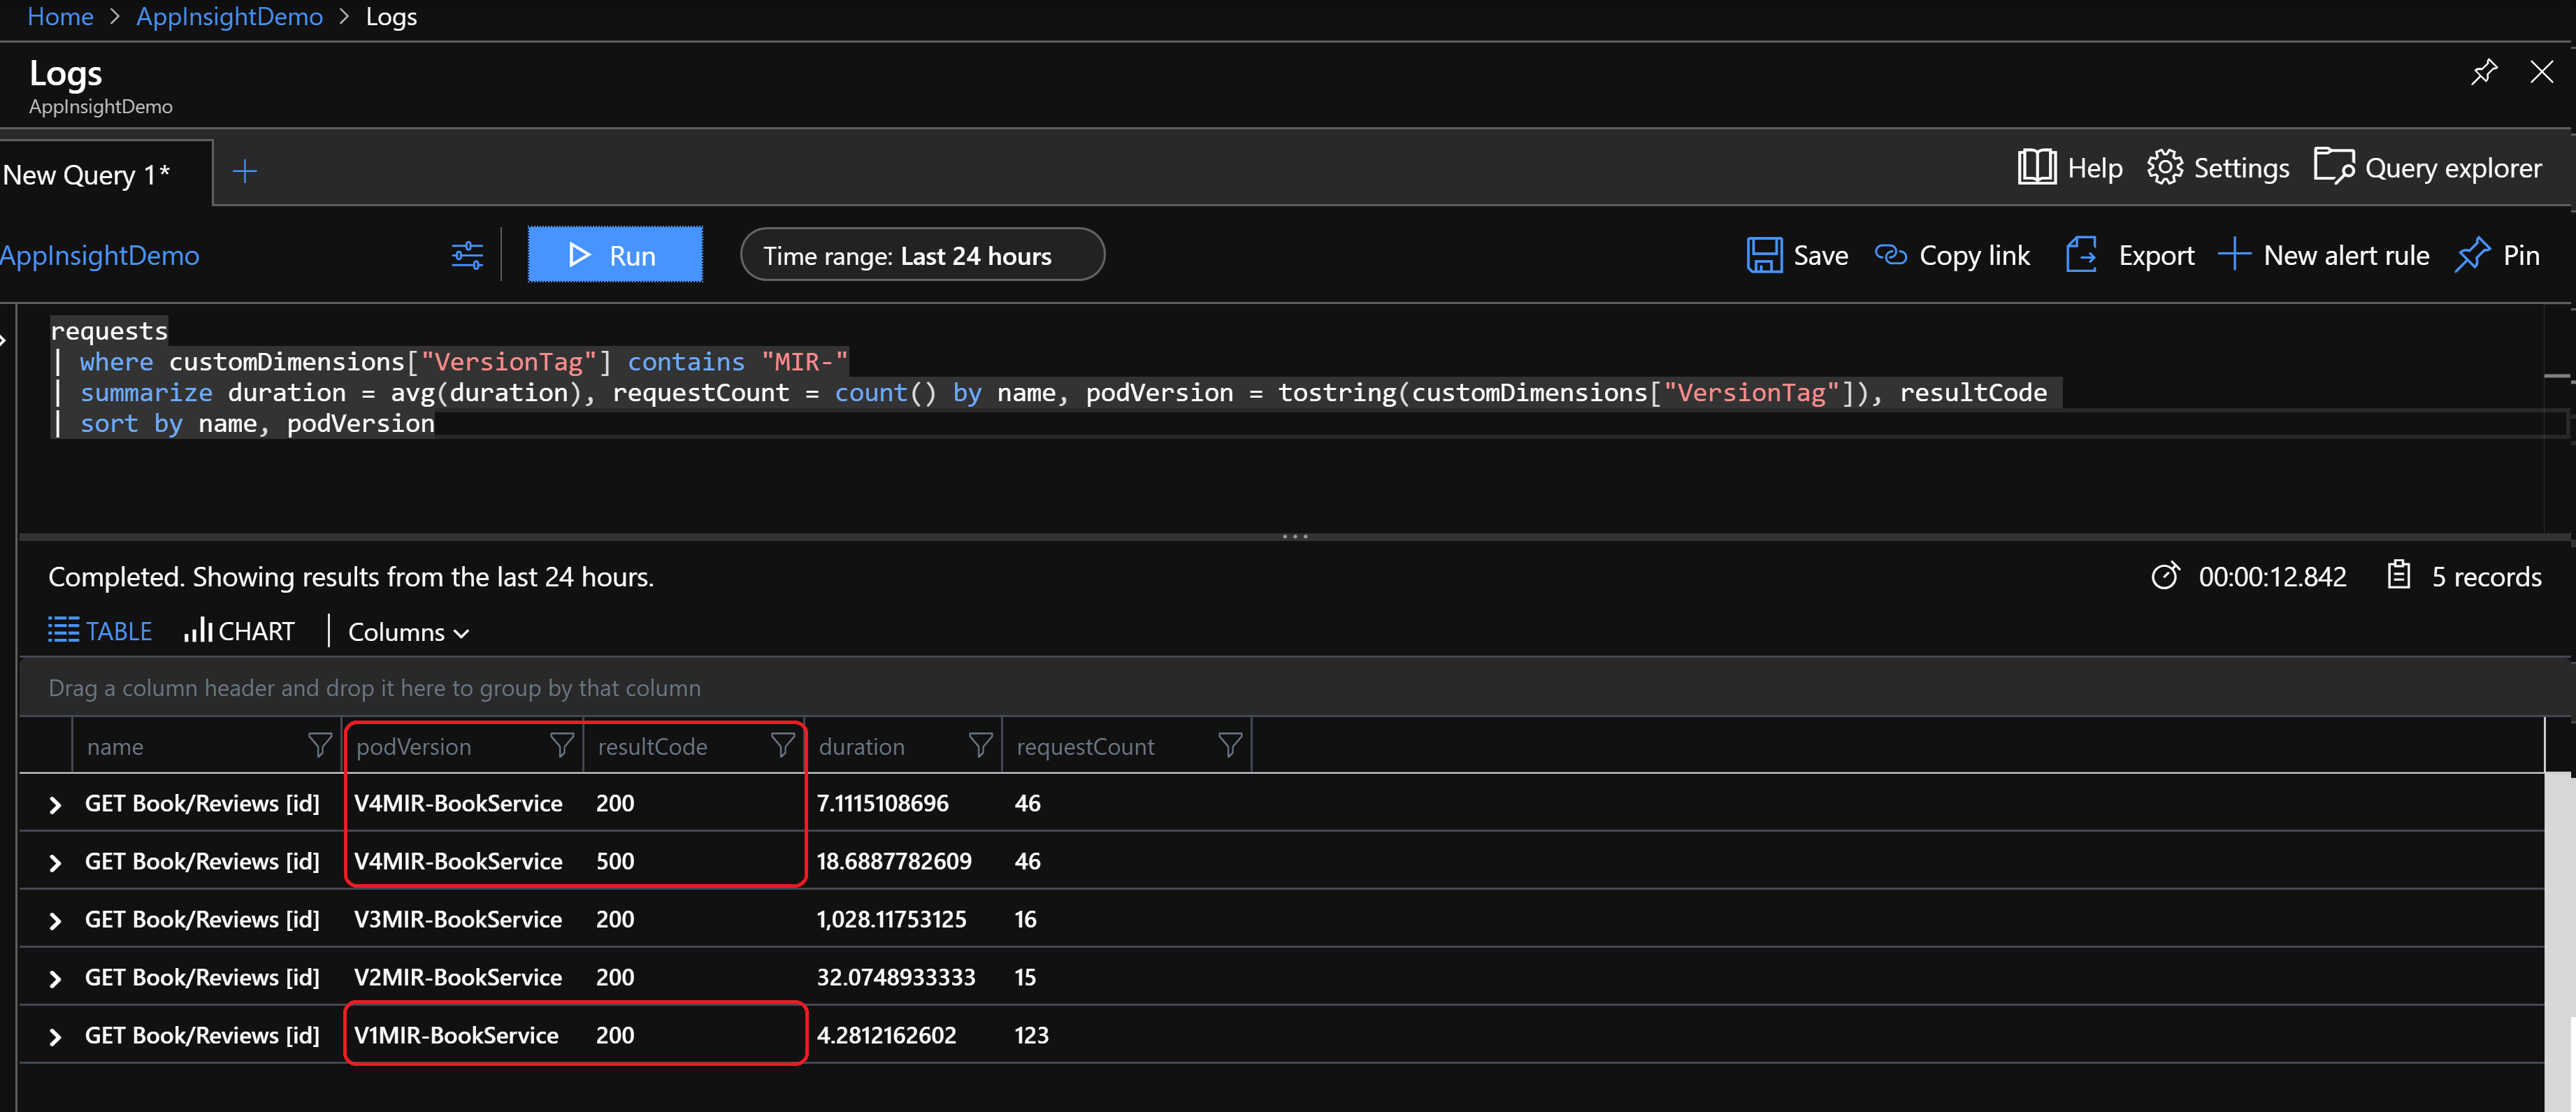 Home > AppInsightDemo > Logs
Logs
AppInsightDemo
New Query 1*
Help Settings Query explorer
AppInsightDemo
Run
Time range: Last 24 hours
Save Copy link Export New alert rule Pin
requests
| where customDimensions["VersionTag"] contains "MIR-"
| summarize duration = avg(duration), requestCount = count() by name, podVersion = tostring(customDimensions["VersionTag"]), resultCode
| sort by name, podVersion
Completed. Showing results from the last 24 hours.
00:00:12.842 5 records
TABLE CHART Columns
Drag a column header and drop it here to group by that column
name podVersion resultCode duration requestCount
GET Book/Reviews [id] V4MIR-BookService 200 7.1115108696 46
GET Book/Reviews [id] V4MIR-BookService 500 18.6887782609 46
GET Book/Reviews [id] V3MIR-BookService 200 1,028.11753125 16
GET Book/Reviews [id] V2MIR-BookService 200 32.0748933333 15
GET Book/Reviews [id] V1MIR-BookService 200 4.2812162602 123